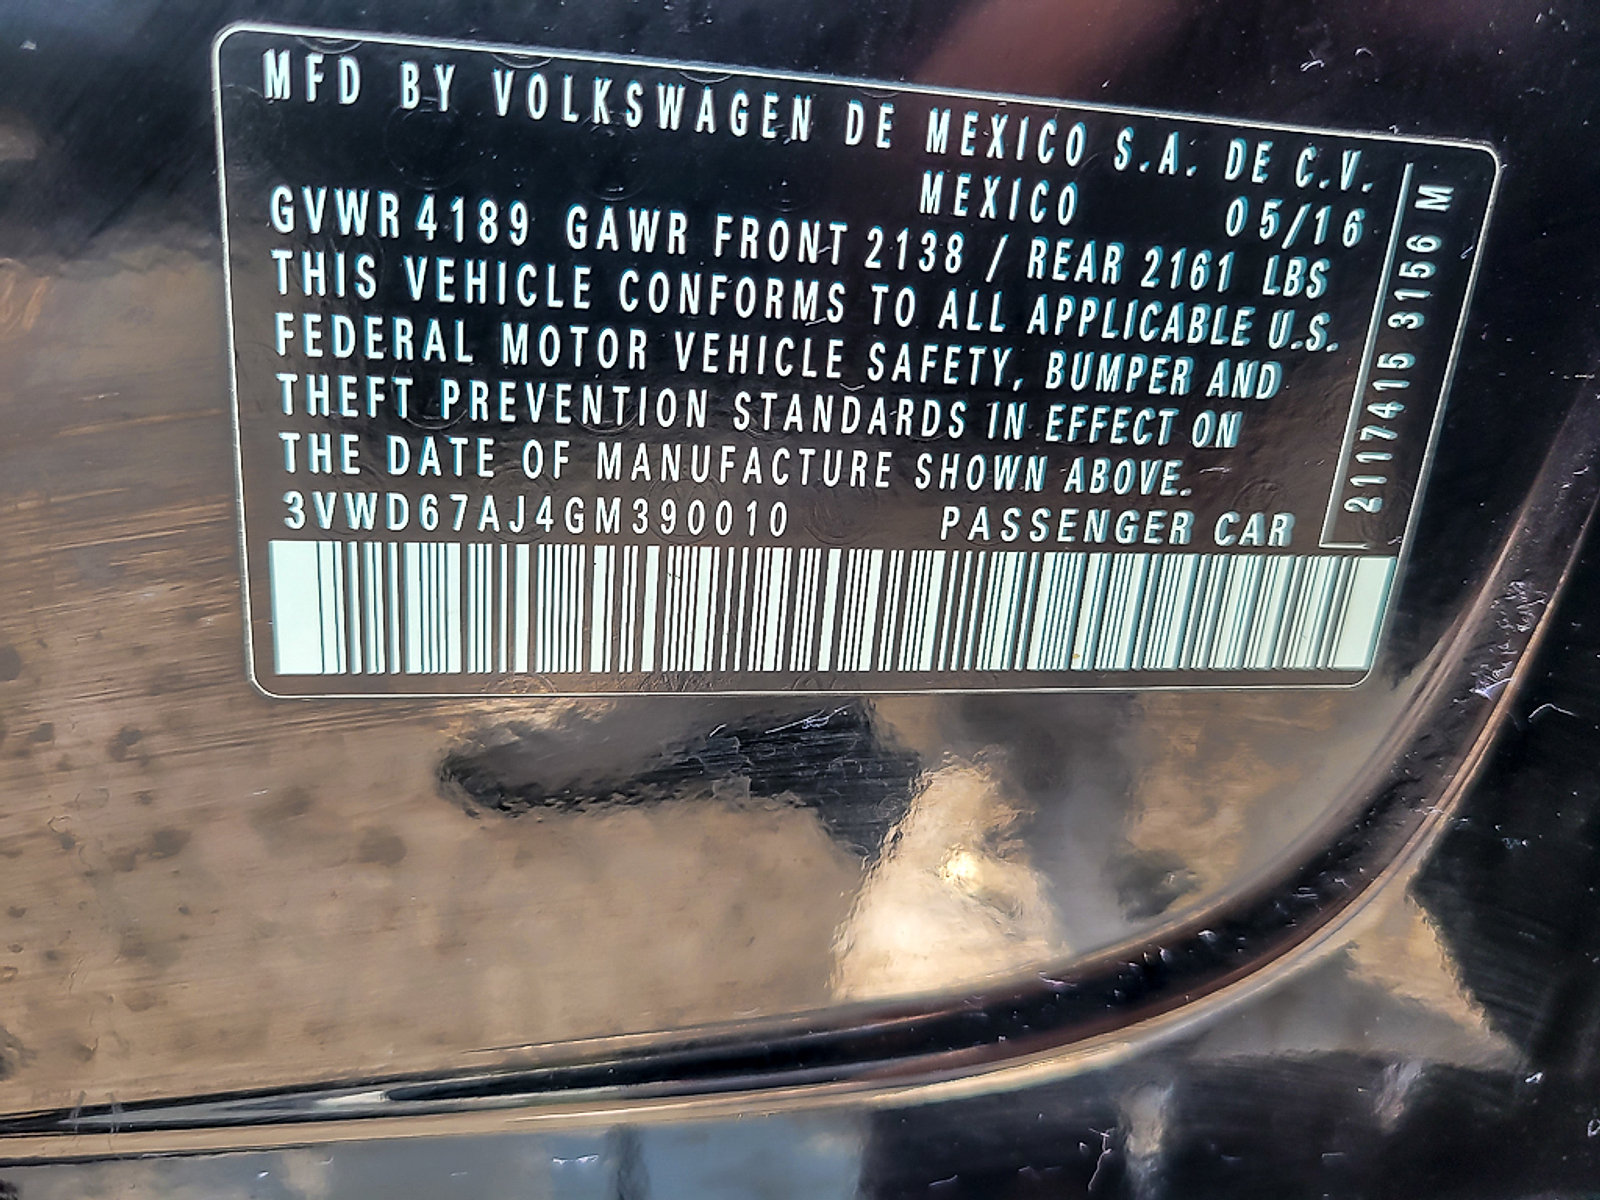 MFD BY VOLKSWAGEN DE MEXICO S.A. DE C.V.
MEXICO 05/16
GVWR 4189 GAWR FRONT 2138 / REAR 2161 LBS
THIS VEHICLE CONFORMS TO ALL APPLICABLE U.S.
FEDERAL MOTOR VEHICLE SAFETY, BUMPER AND
THEFT PREVENTION STANDARDS IN EFFECT ON
THE DATE OF MANUFACTURE SHOWN ABOVE.
3VWD67AJ4GM390010 PASSENGER CAR
2117415 3156 M